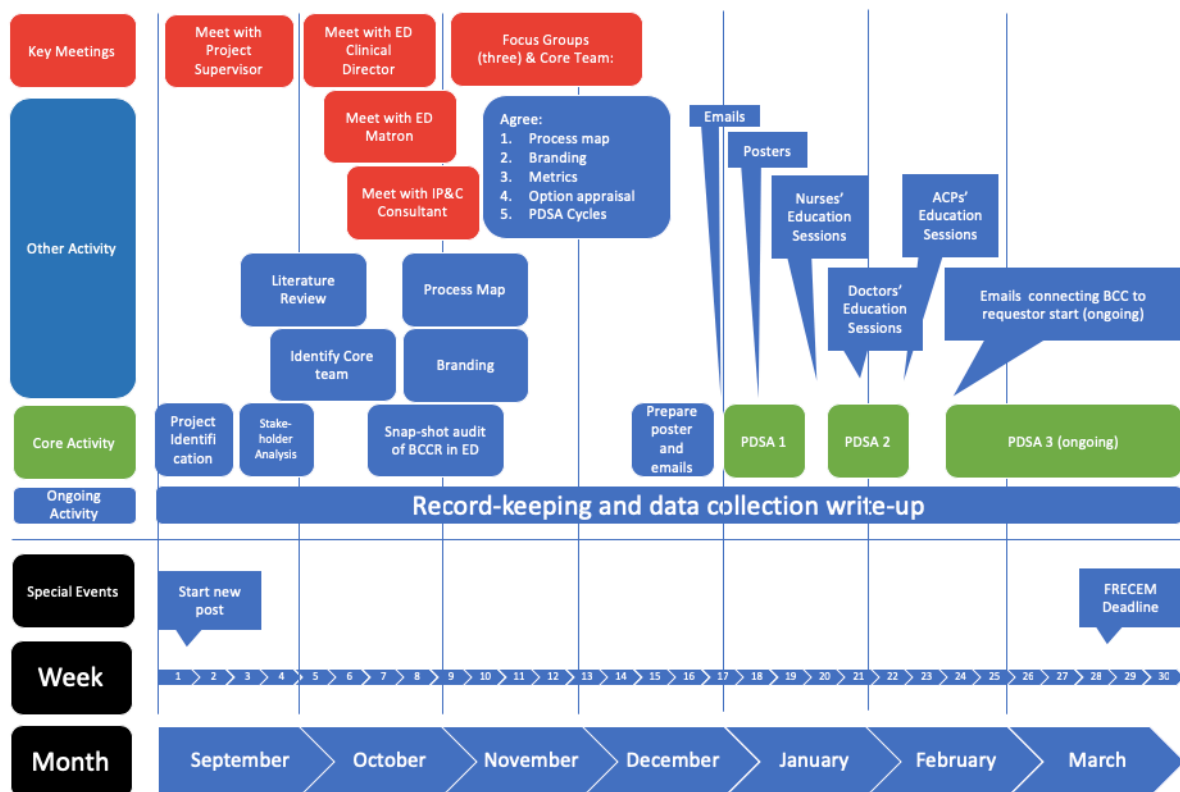 Key Meetings
Meet with
Project
Supervisor
Meet with ED
Clinical
Director
Focus Groups
(three) & Core Team:
Other Activity
Meet with ED
Matron
Meet with IP&C
Consultant
Agree:
1. Process map
2. Branding
3. Metrics
4. Option appraisal
5. PDSA Cycles
Emails
Posters
Nurses'
Education
Sessions
Doctors'
Education
Sessions
ACPs'
Education
Sessions
Emails connecting BCC to
requestor start (ongoing)
Literature
Review
Process Map
Identify Core
team
Branding
Core Activity
Project
Identifi
cation
Stake-
holder
Analysis
Snap-shot audit
of BCCR in ED
Prepare
poster
and
emails
PDSA 1
PDSA 2
PDSA 3 (ongoing)
Ongoing
Activity
Record-keeping and data collection write-up
Special Events
Start new
post
FRECEM
Deadline
Week
1 2 3 4 5 6 7 8 9 10 11 12 13 14 15 16 17 18 19 20 21 22 23 24 25 26 27 28 29 30
Month
September October November December January February March